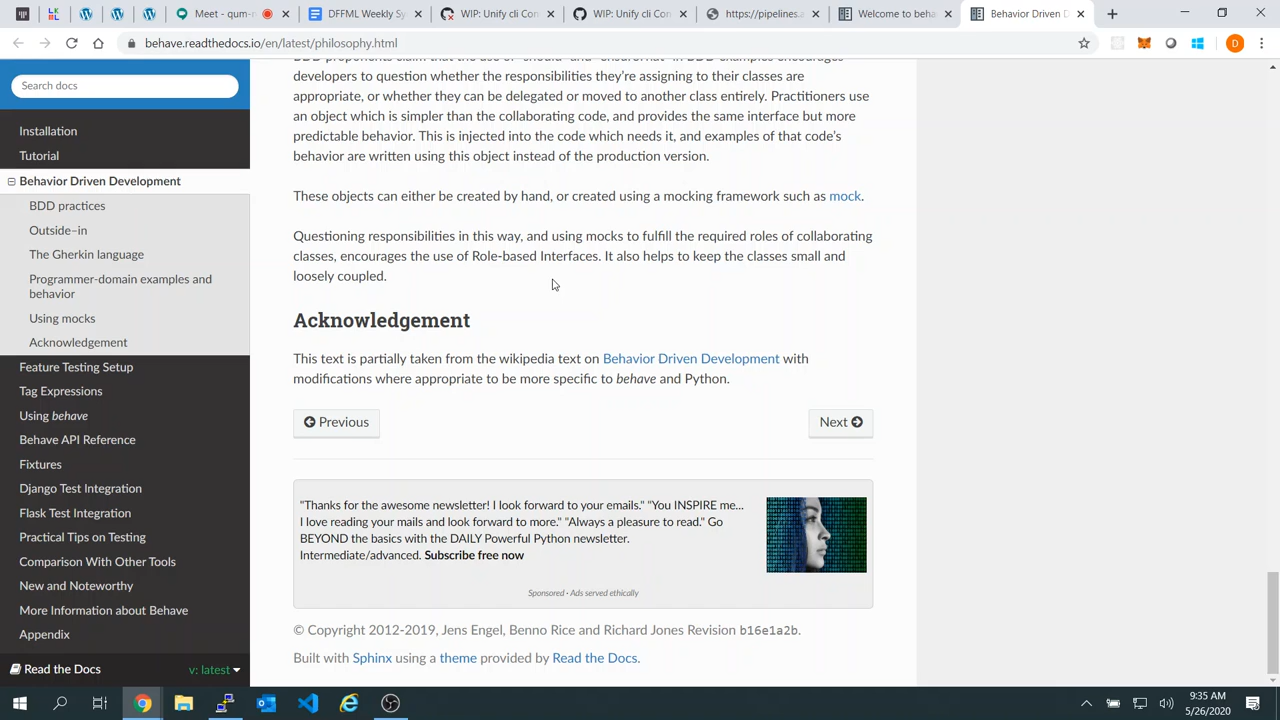 Meet - qum-r
DFFML Weekly Sy
WIP: Unify cli Con
WIP: Unify cli Con
https://pipelines.a
Welcome to beha
Behavior Driven D
behave.readthedocs.io/en/latest/philosophy.html
D
Search docs
Installation
Tutorial
Behavior Driven Development
BDD practices
Outside–in
The Gherkin language
Programmer-domain examples and
behavior
Using mocks
Acknowledgement
Feature Testing Setup
Tag Expressions
Using behave
Behave API Reference
Fixtures
Django Test Integration
Flask Test Integration
Practical Tips on Testing
Comparison With Other Tools
New and Noteworthy
More Information about Behave
Appendix
Read the Docs
v: latest
BDD proponents claim that the use of "should" and "ensureThat" in BDD examples encourages
developers to question whether the responsibilities they're assigning to their classes are
appropriate, or whether they can be delegated or moved to another class entirely. Practitioners use
an object which is simpler than the collaborating code, and provides the same interface but more
predictable behavior. This is injected into the code which needs it, and examples of that code's
behavior are written using this object instead of the production version.
These objects can either be created by hand, or created using a mocking framework such as mock.
Questioning responsibilities in this way, and using mocks to fulfill the required roles of collaborating
classes, encourages the use of Role-based Interfaces. It also helps to keep the classes small and
loosely coupled.
Acknowledgement
This text is partially taken from the wikipedia text on Behavior Driven Development with
modifications where appropriate to be more specific to behave and Python.
Previous
Next
"Thanks for the awesome newsletter! I look forward to your emails." "You INSPIRE me...
I love reading your mails and look forward to more." "Always a pleasure to read." Go
BEYOND the basics with the DAILY Powerful Python newsletter.
Intermediate/advanced. Subscribe free now
Sponsored · Ads served ethically
© Copyright 2012-2019, Jens Engel, Benno Rice and Richard Jones Revision b16e1a2b.
Built with Sphinx using a theme provided by Read the Docs.
9:35 AM
5/26/2020